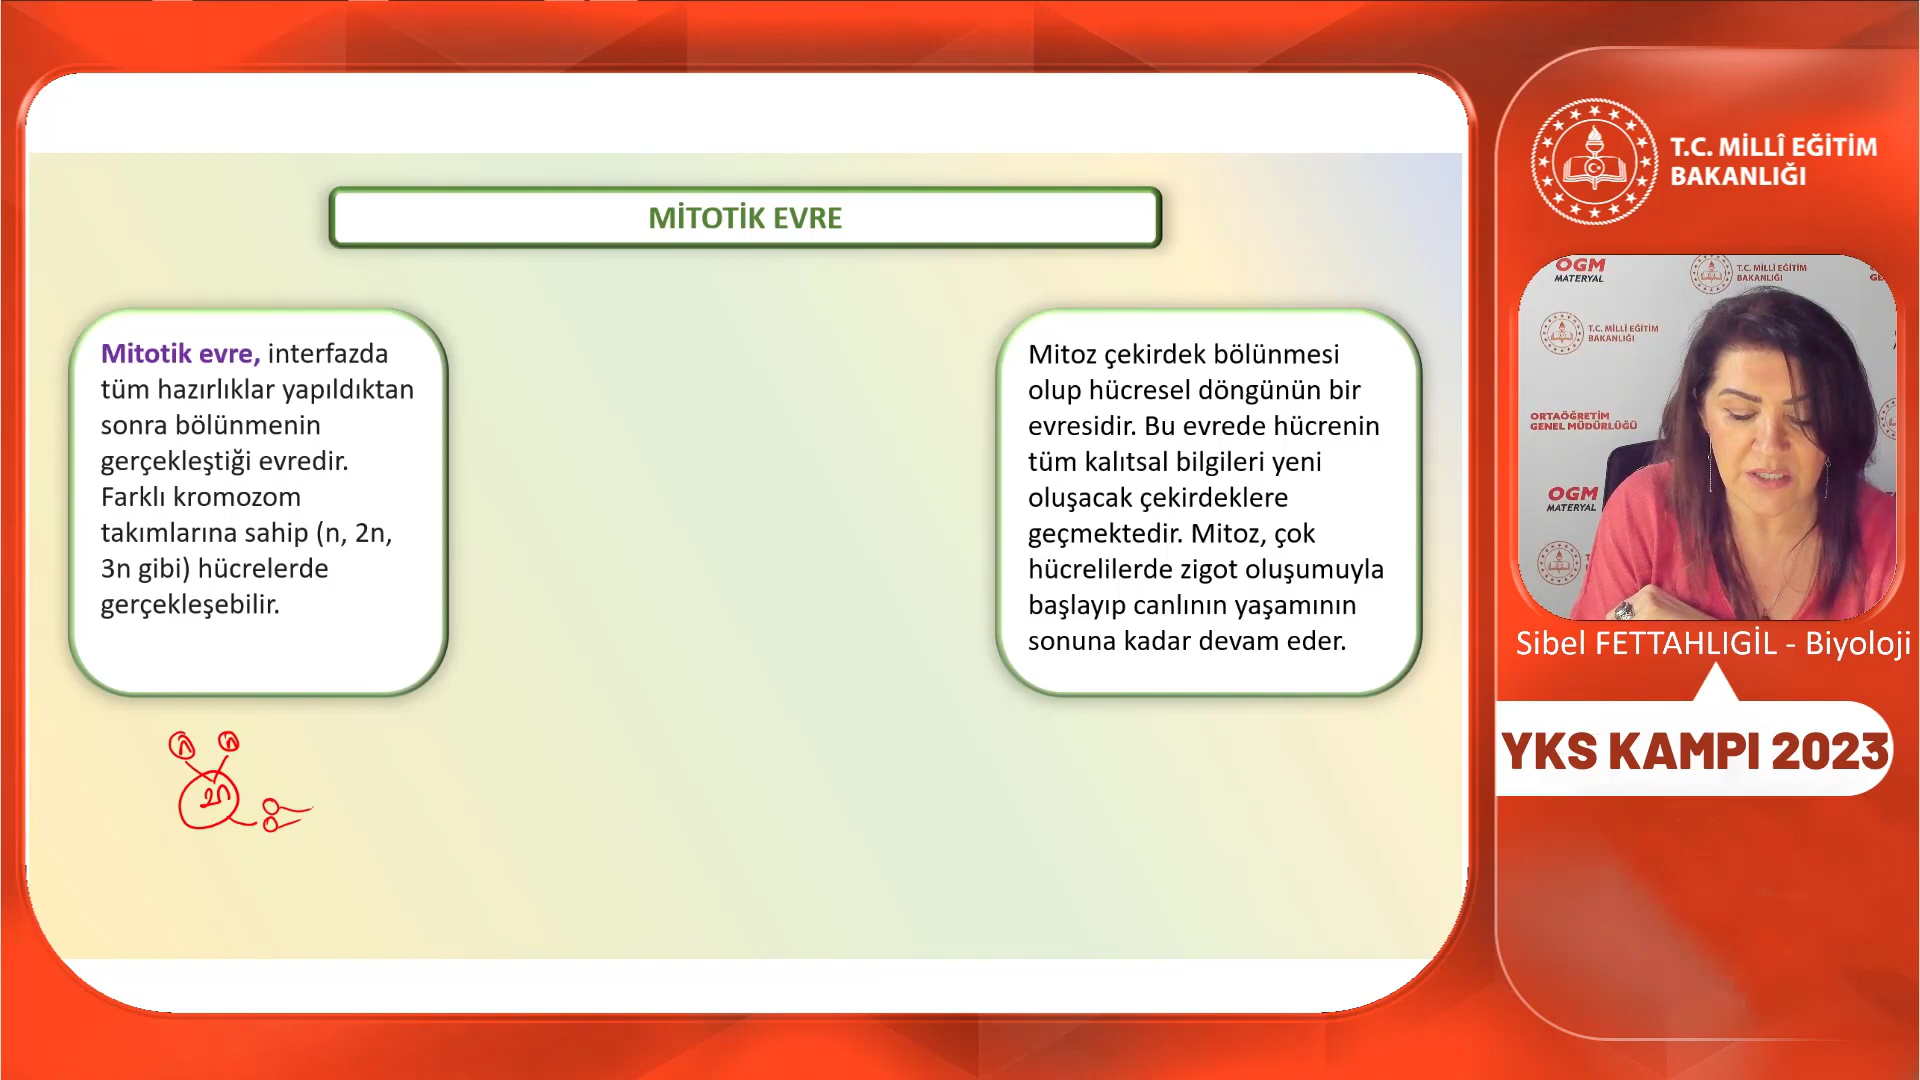 MİTOTİK EVRE
Mitotik evre, interfazda
tüm hazırlıklar yapıldıktan
sonra bölünmenin
gerçekleştiği evredir.
Farklı kromozom
takımlarına sahip (n, 2n,
3n gibi) hücrelerde
gerçekleşebilir.
Mitoz çekirdek bölünmesi
olup hücresel döngünün bir
evresidir. Bu evrede hücrenin
tüm kalıtsal bilgileri yeni
oluşacak çekirdeklere
geçmektedir. Mitoz, çok
hücrelilerde zigot oluşumuyla
başlayıp canlının yaşamının
sonuna kadar devam eder.
n n
2n
T.C. MİLLÎ EĞİTİM
BAKANLIĞI
OGM
MATERYAL
T.C. MİLLÎ EĞİTİM
BAKANLIĞI
T.C. MİLLÎ EĞİTİM
BAKANLIĞI
ORTAÖĞRETİM
GENEL MÜDÜRLÜĞÜ
OGM
MATERYAL
Sibel FETTAHLIGİL - Biyoloji
YKS KAMPI 2023